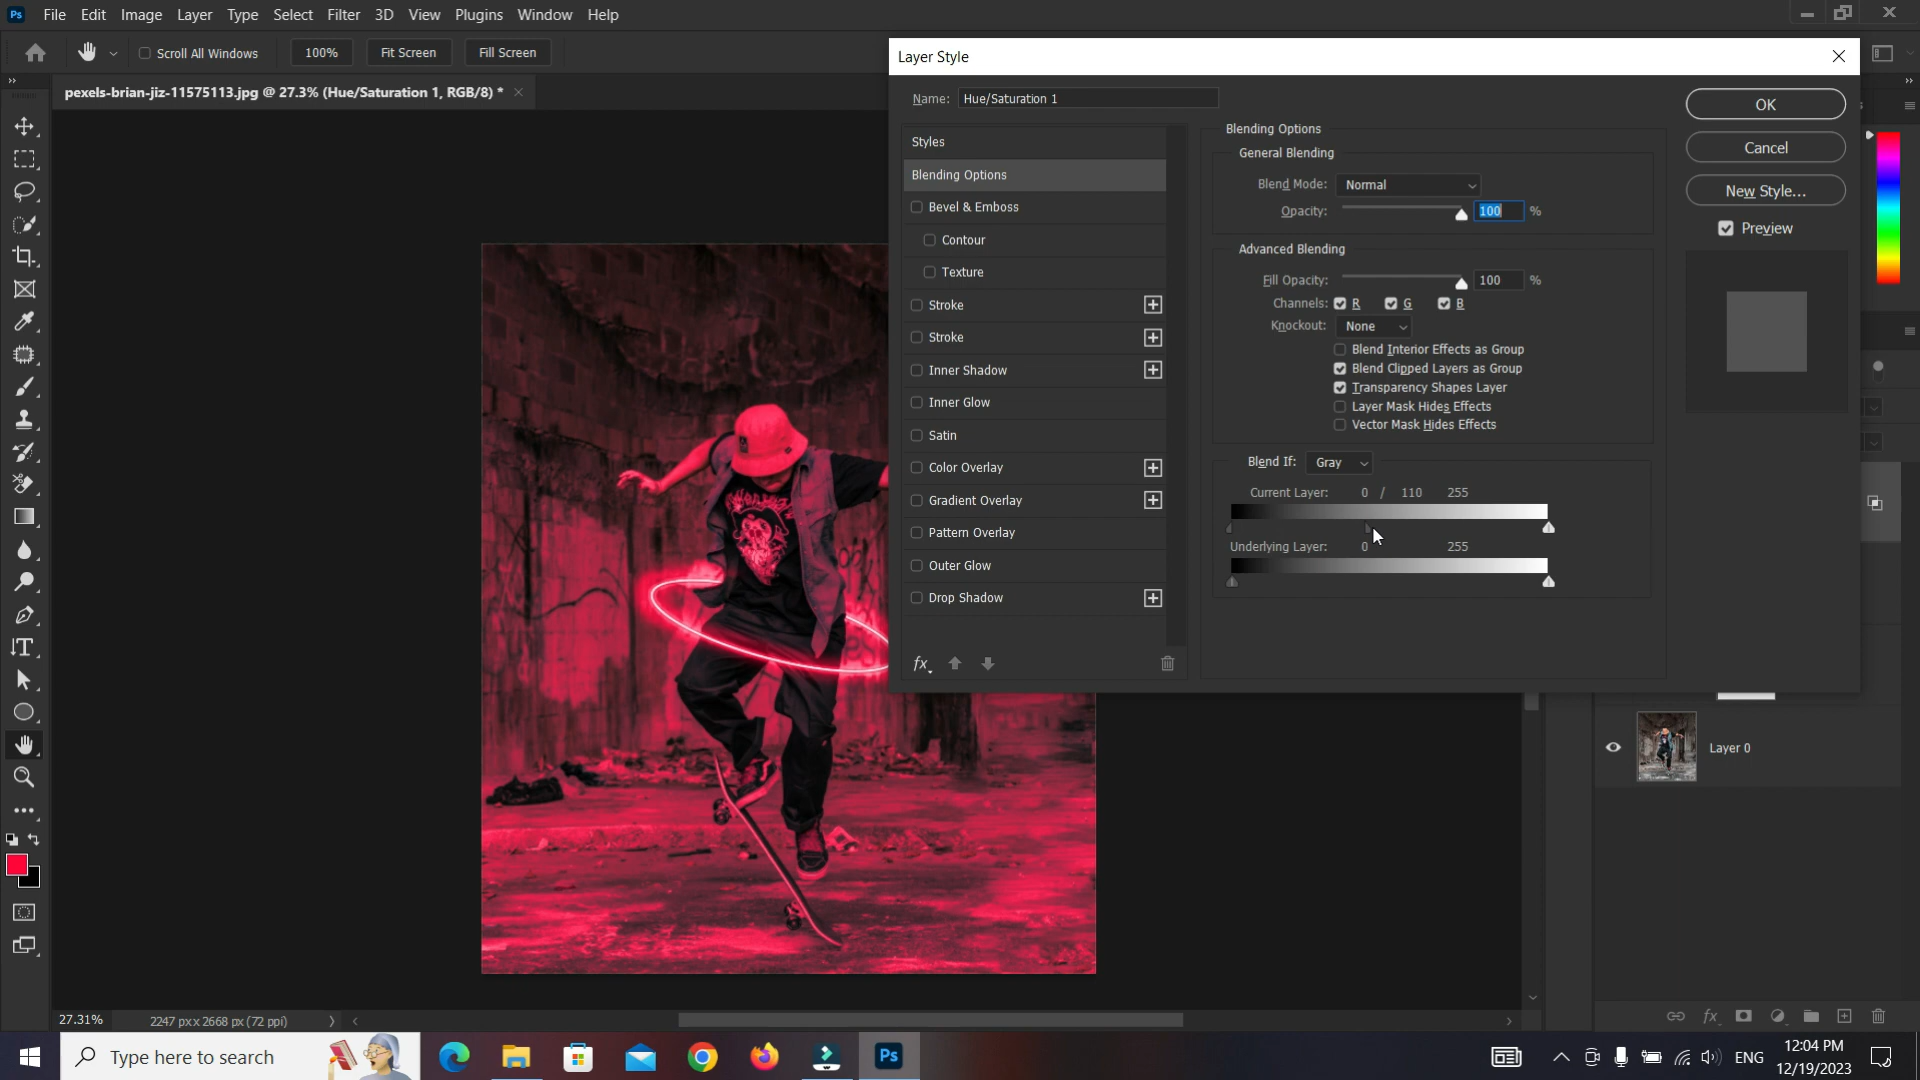 Ps File Edit Image Layer Type Select Filter 3D View Plugins Window Help
Scroll All Windows 100% Fit Screen Fill Screen
pexels-brian-jiz-11575113.jpg @ 27.3% (Hue/Saturation 1, RGB/8) *
Layer Style
Name: Hue/Saturation 1
Styles
Blending Options
Bevel & Emboss
Contour
Texture
Stroke
Stroke
Inner Shadow
Inner Glow
Satin
Color Overlay
Gradient Overlay
Pattern Overlay
Outer Glow
Drop Shadow
fx
Blending Options
General Blending
Blend Mode: Normal
Opacity: 100 %
Advanced Blending
Fill Opacity: 100 %
Channels: R G B
Knockout: None
Blend Interior Effects as Group
Blend Clipped Layers as Group
Transparency Shapes Layer
Layer Mask Hides Effects
Vector Mask Hides Effects
Blend If: Gray
Current Layer: 0 / 110 255
Underlying Layer: 0 255
OK
Cancel
New Style...
Preview
Layer 0
fx
27.31% 2247 px x 2668 px (72 ppi)
Type here to search
Ps
ENG
12:04 PM
12/19/2023